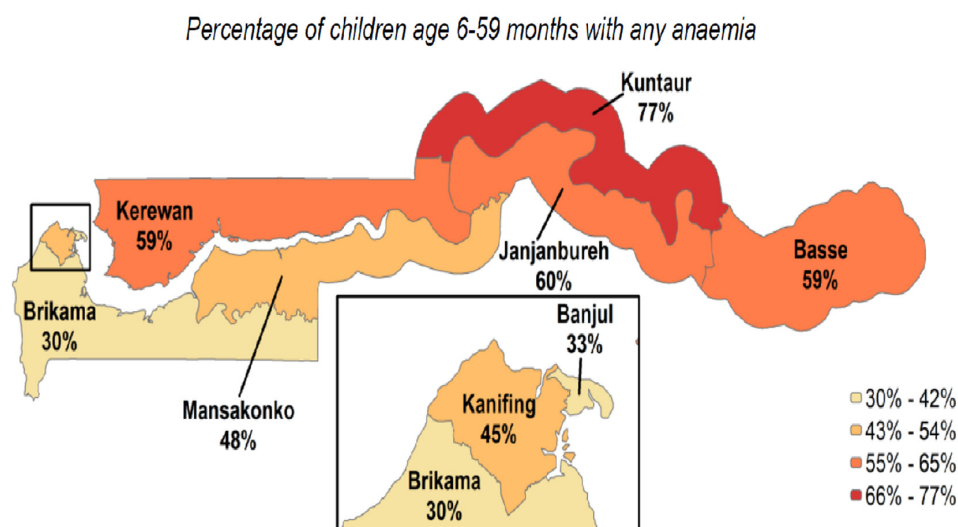 Percentage of children age 6-59 months with any anaemia
Kuntaur
77%
Kerewan
59%
Janjanbureh
60%
Basse
59%
Brikama
30%
Mansakonko
48%
Banjul
33%
Kanifing
45%
Brikama
30%
30% - 42%
43% - 54%
55% - 65%
66% - 77%